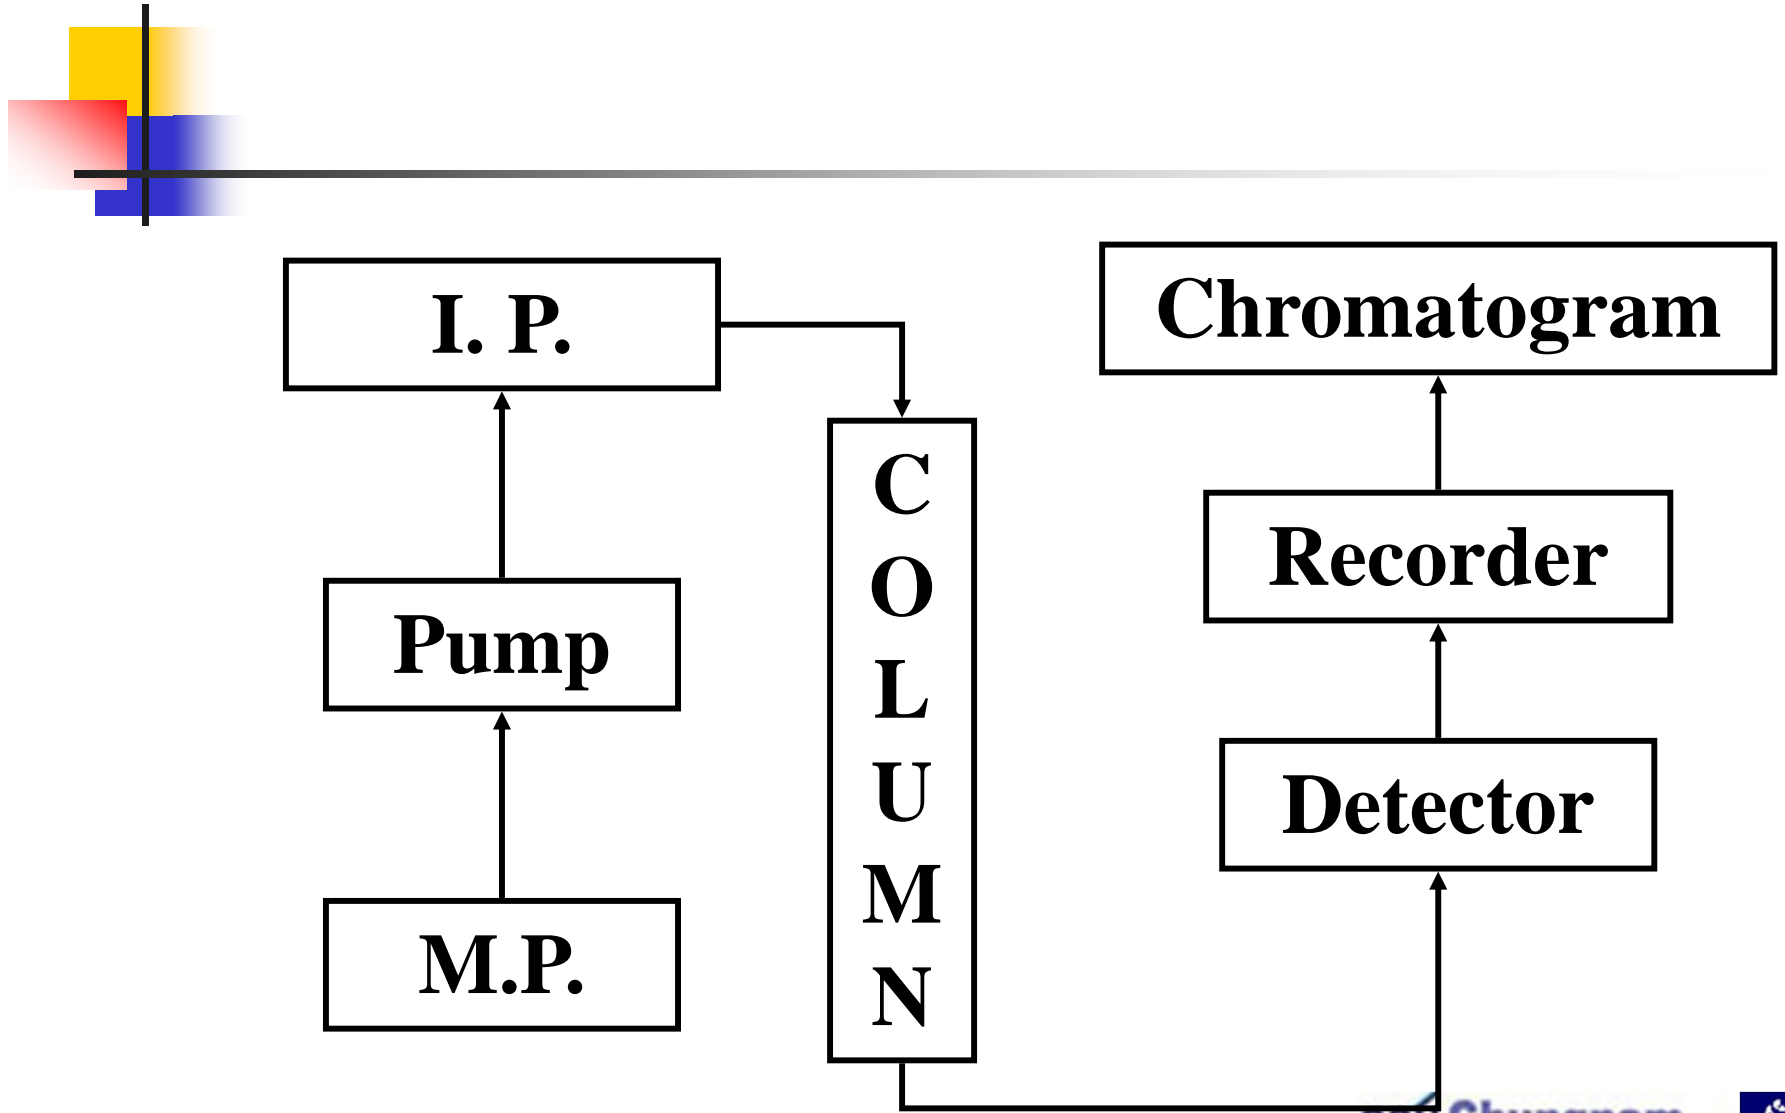 I. P.
Pump
M.P.
C
O
L
U
M
N
Chromatogram
Recorder
Detector